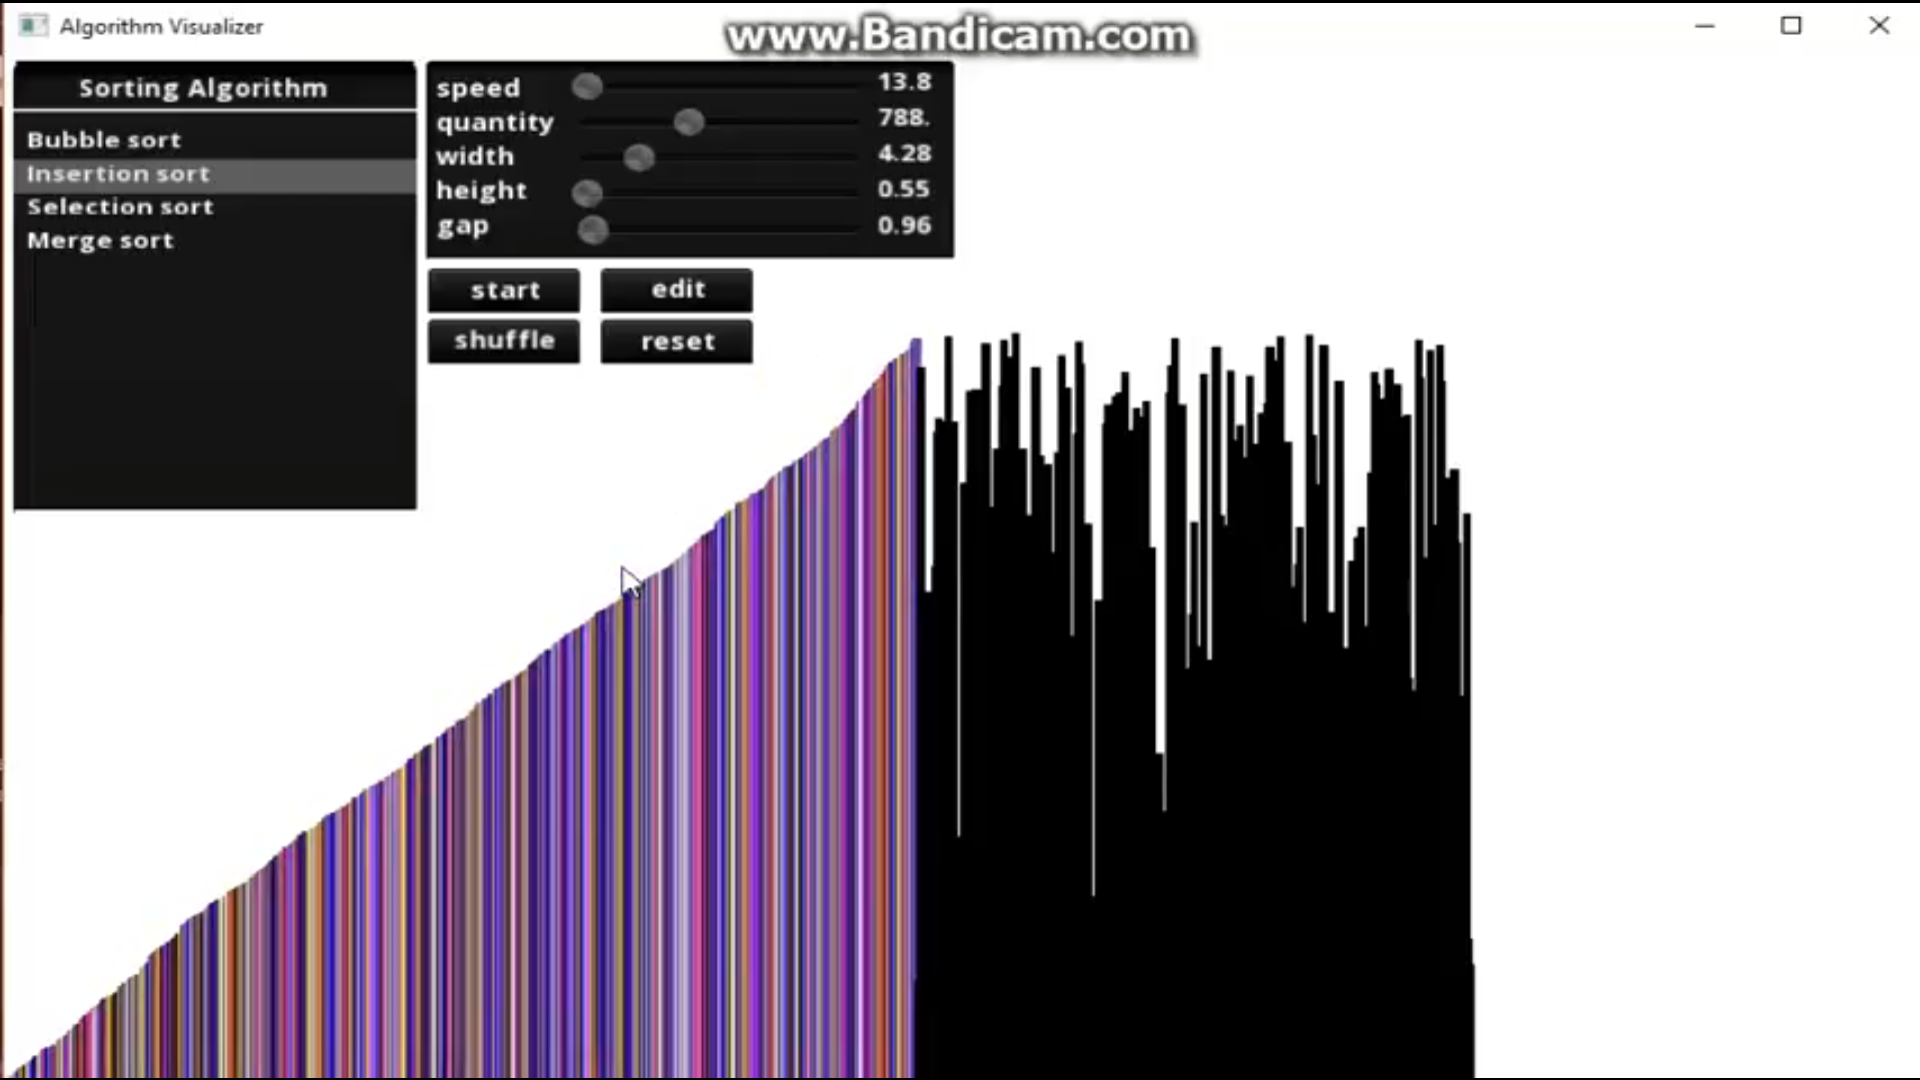 Algorithm Visualizer
www.Bandicam.com
Sorting Algorithm
Bubble sort
Insertion sort
Selection sort
Merge sort
speed 13.8
quantity 788.
width 4.28
height 0.55
gap 0.96
start edit
shuffle reset